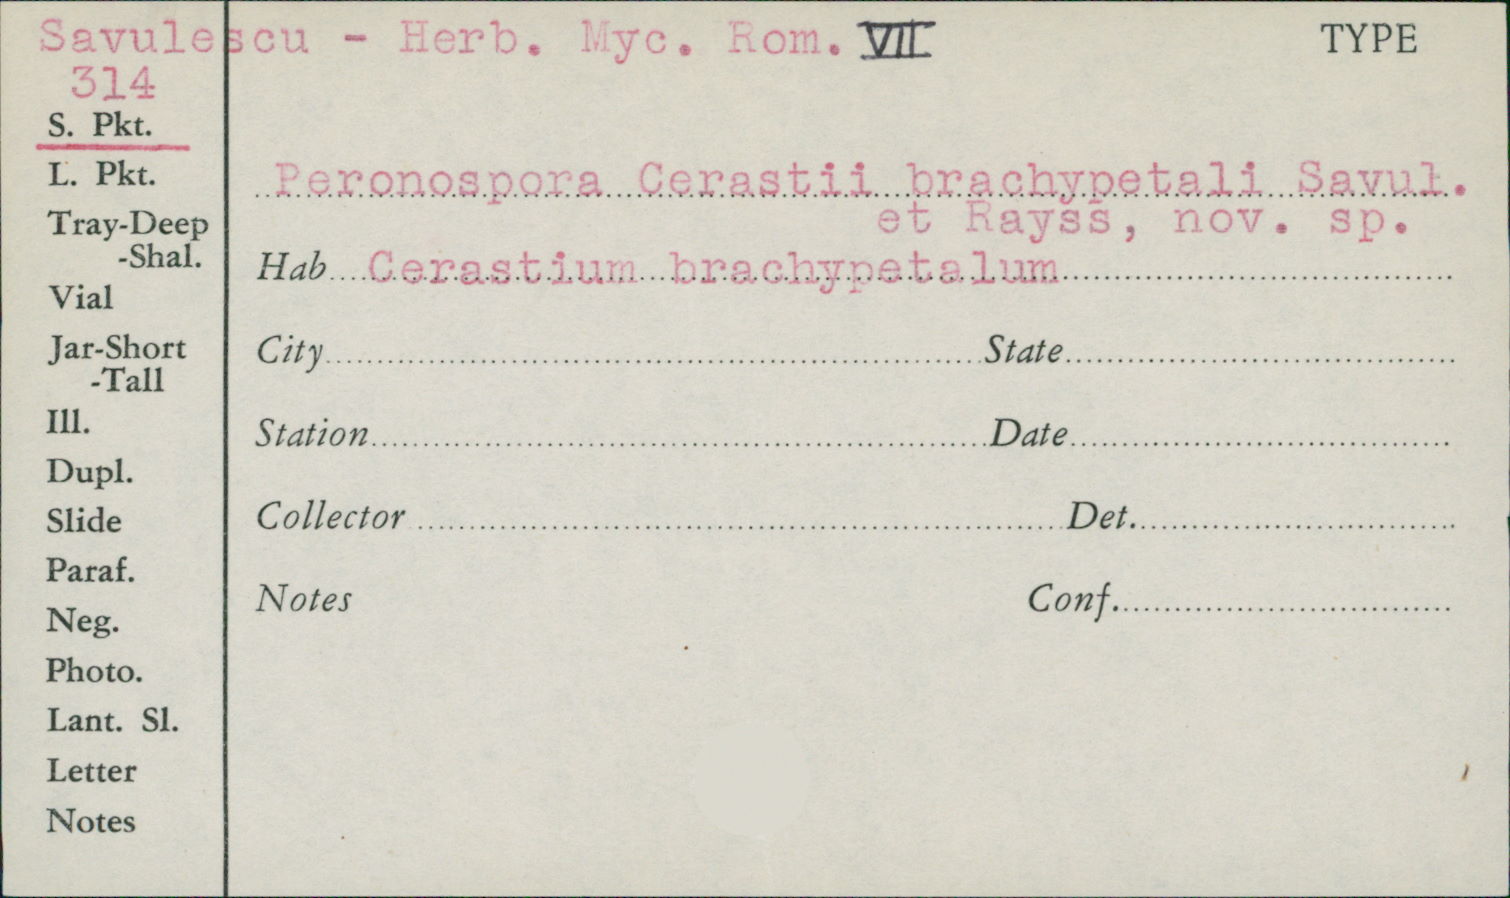 Savulescu - Herb. Myc. Rom. VII TYPE
314
S. Pkt.
L. Pkt.
Tray-Deep
-Shal.
Vial
Jar-Short
-Tall
Ill.
Dupl.
Slide
Paraf.
Neg.
Photo.
Lant. Sl.
Letter
Notes
Peronospora Cerastii brachypetali Savul.
et Rayss, nov. sp.
Hab Cerastium brachypetalum
City State
Station Date
Collector Det.
Notes Conf.